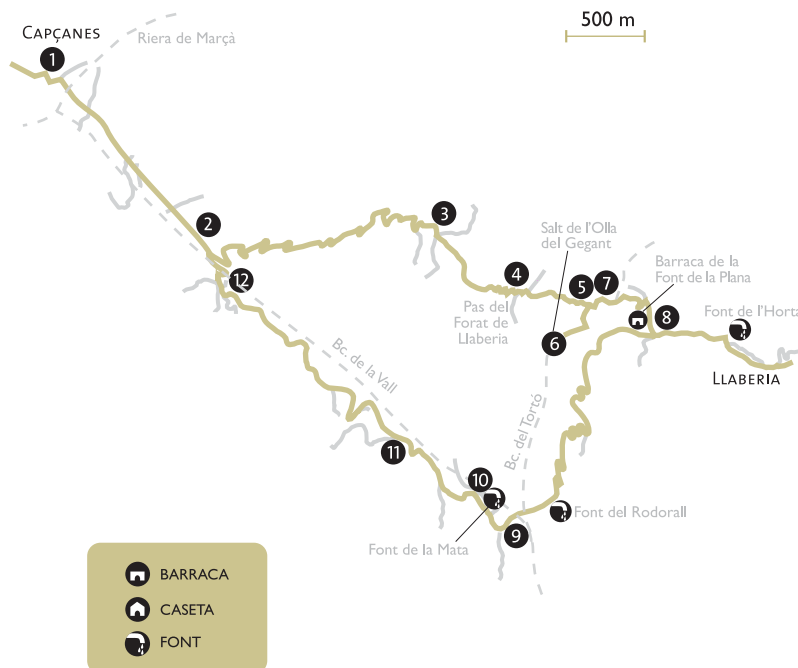 CAPÇANES
1
Riera de Marçà
500 m
2
3
Salt de l'Olla
del Gegant
4
5
7
Barraca de la
Font de la Plana
12
Pas del
Forat de
Llaberia
6
8
Font de l'Horta
LLABERIA
Bc. de la Vall
Bc. del Tortó
11
10
Font de la Mata
9
Font del Rodorall
BARRACA
CASETA
FONT